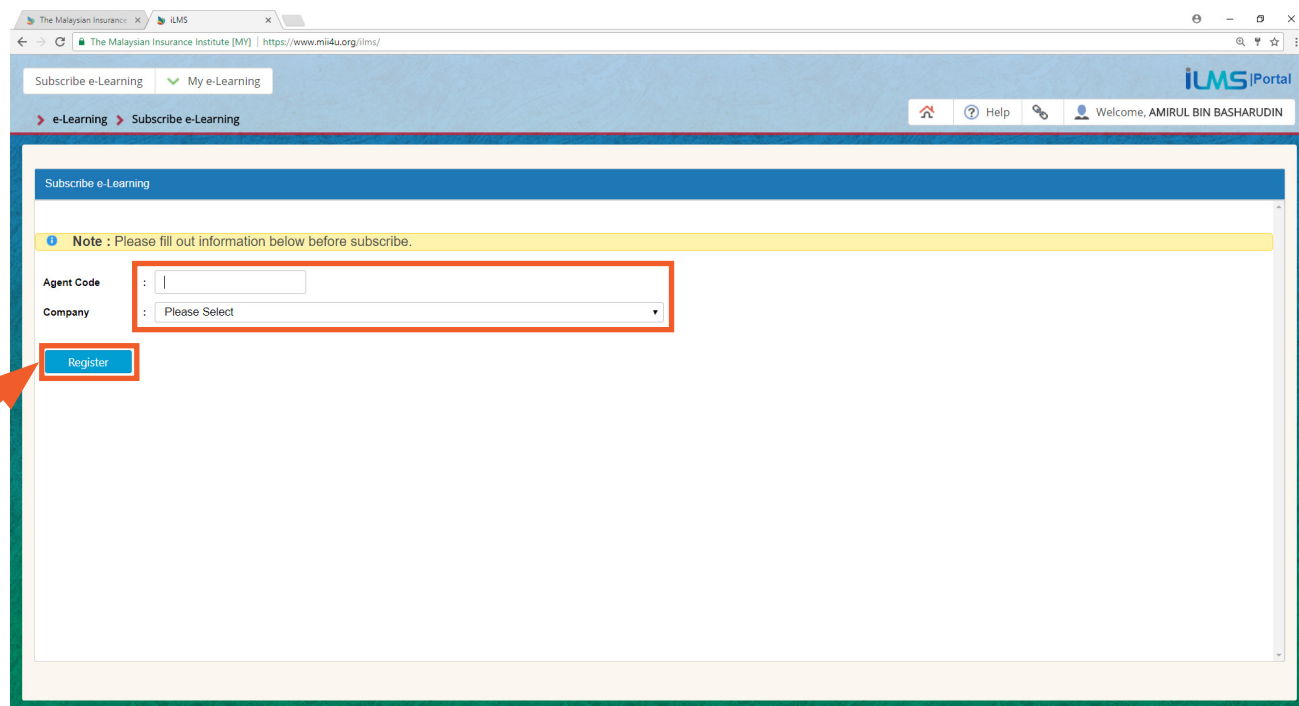 The Malaysian Insurance
iLMS
The Malaysian Insurance Institute [MY] | https://www.mii4u.org/ilms/
Subscribe e-Learning
My e-Learning
iLMS|Portal
e-Learning
Subscribe e-Learning
Help
Welcome, AMIRUL BIN BASHARUDIN
Subscribe e-Learning
Note : Please fill out information below before subscribe.
Agent Code :
Company : Please Select
Register